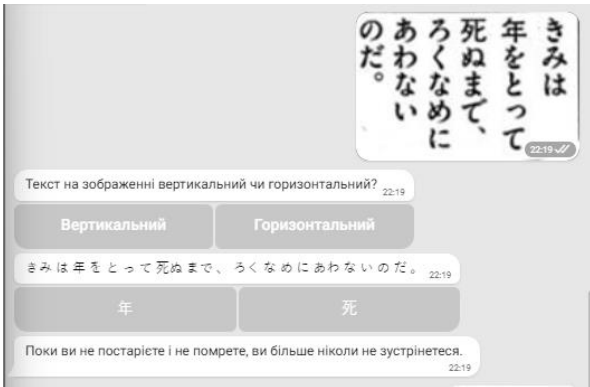 きみは
年をとって
死ぬまで、
ろくなめに
あわない
のだ。
22:19
Текст на зображенні вертикальний чи горизонтальний? 22:19
Вертикальний Горизонтальний
きみは年をとって死ぬまで、ろくなめにあわないのだ。 22:19
年 死
Поки ви не постарієте і не помрете, ви більше ніколи не зустрінетеся.
22:19